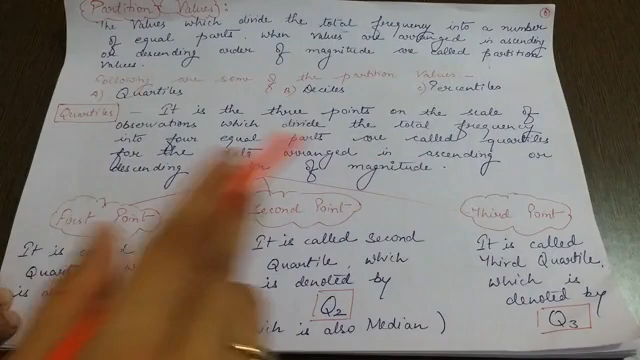 Partition Values :
The values which divide the total frequency into a number
of equal parts. When values are arranged in ascending
or descending order of magnitude are called partition
values.
Following are some of the partition values :-
A) Quartiles B) Deciles c) Percentiles
Quartiles - It is the three points on the scale of
observations which divide the total frequency
into four equal parts are called quartiles
for the arranged in ascending or
descending of magnitude.
First Point Second Point Third Point
It is called It is called Second It is called
Quartile, which Third Quartile,
is denoted by which is
Q2 denoted by
which is also Median ) Q3